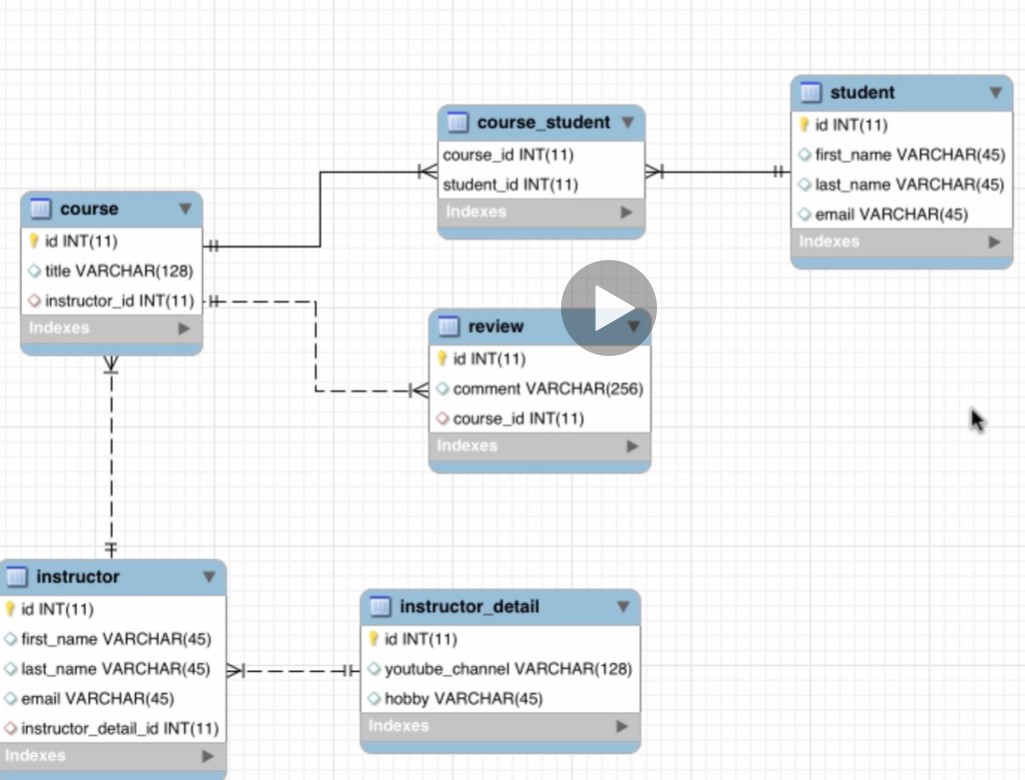 course_student
course_id INT(11)
student_id INT(11)
Indexes
student
id INT(11)
first_name VARCHAR(45)
last_name VARCHAR(45)
email VARCHAR(45)
Indexes
course
id INT(11)
title VARCHAR(128)
instructor_id INT(11)
Indexes
review
id INT(11)
comment VARCHAR(256)
course_id INT(11)
Indexes
instructor
id INT(11)
first_name VARCHAR(45)
last_name VARCHAR(45)
email VARCHAR(45)
instructor_detail_id INT(11)
Indexes
instructor_detail
id INT(11)
youtube_channel VARCHAR(128)
hobby VARCHAR(45)
Indexes